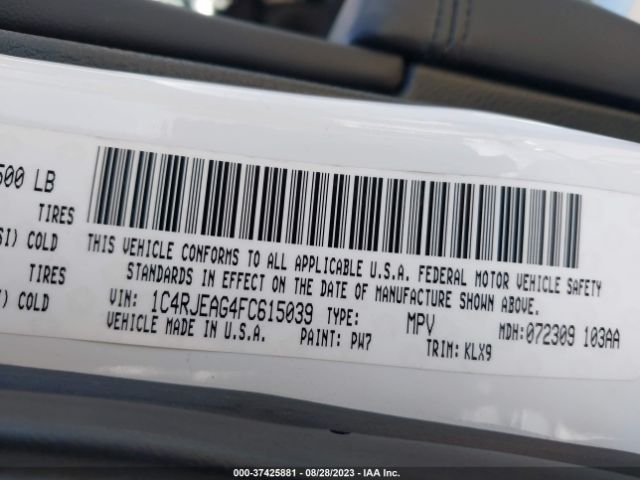 500 LB
TIRES
SI) COLD
TIRES
) COLD
THIS VEHICLE CONFORMS TO ALL APPLICABLE U.S.A. FEDERAL MOTOR VEHICLE SAFETY
STANDARDS IN EFFECT ON THE DATE OF MANUFACTURE SHOWN ABOVE.
VIN: 1C4RJEAG4FC615039 TYPE: MPV MDH:072309 103AA
VEHICLE MADE IN U.S.A. PAINT: PW7 TRIM: KLX9
000-37425881 - 08/28/2023 - IAA Inc.